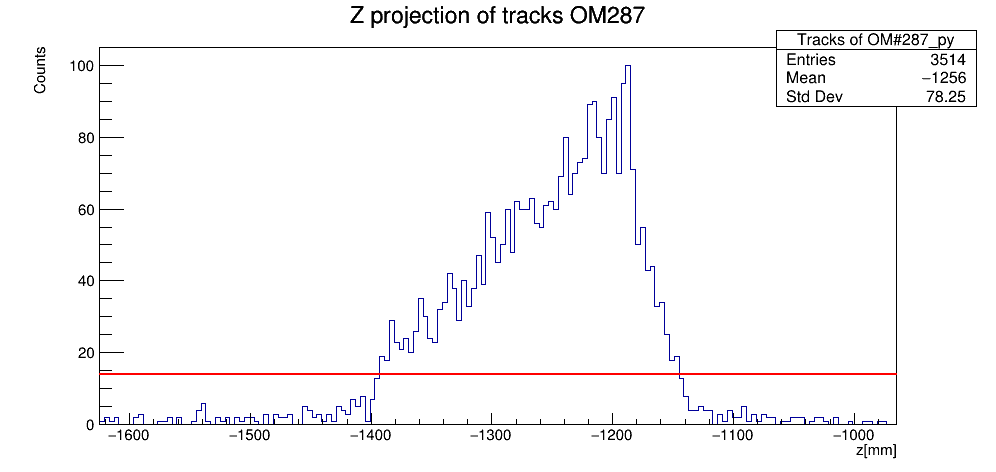 Z projection of tracks OM287
Tracks of OM#287_py
Entries 3514
Mean −1256
Std Dev 78.25
Counts
100
80
60
40
20
0
−1600 −1500 −1400 −1300 −1200 −1100 −1000
z[mm]